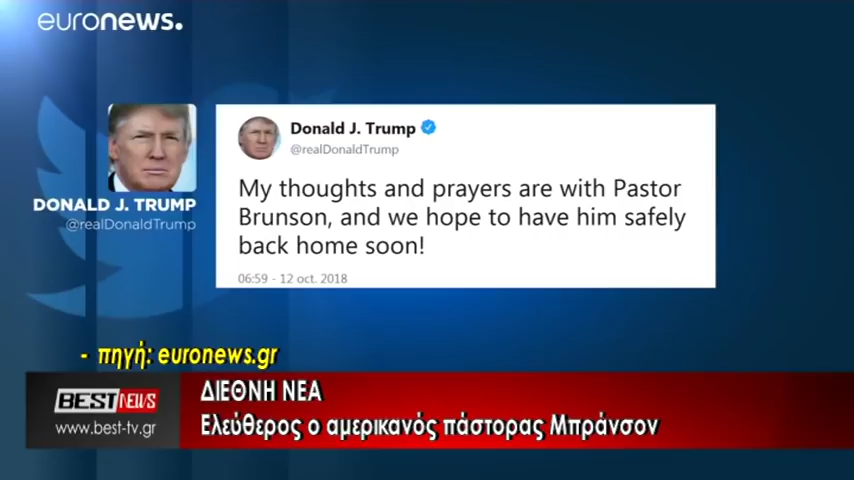 euronews.
Donald J. Trump
@realDonaldTrump
My thoughts and prayers are with Pastor
Brunson, and we hope to have him safely
back home soon!
06:59 - 12 oct. 2018
DONALD J. TRUMP
@realDonaldTrump
- πηγή: euronews.gr
BEST NEWS
www.best-tv.gr
ΔΙΕΘΝΗ ΝΕΑ
Ελεύθερος ο αμερικανός πάστορας Μπράνσον